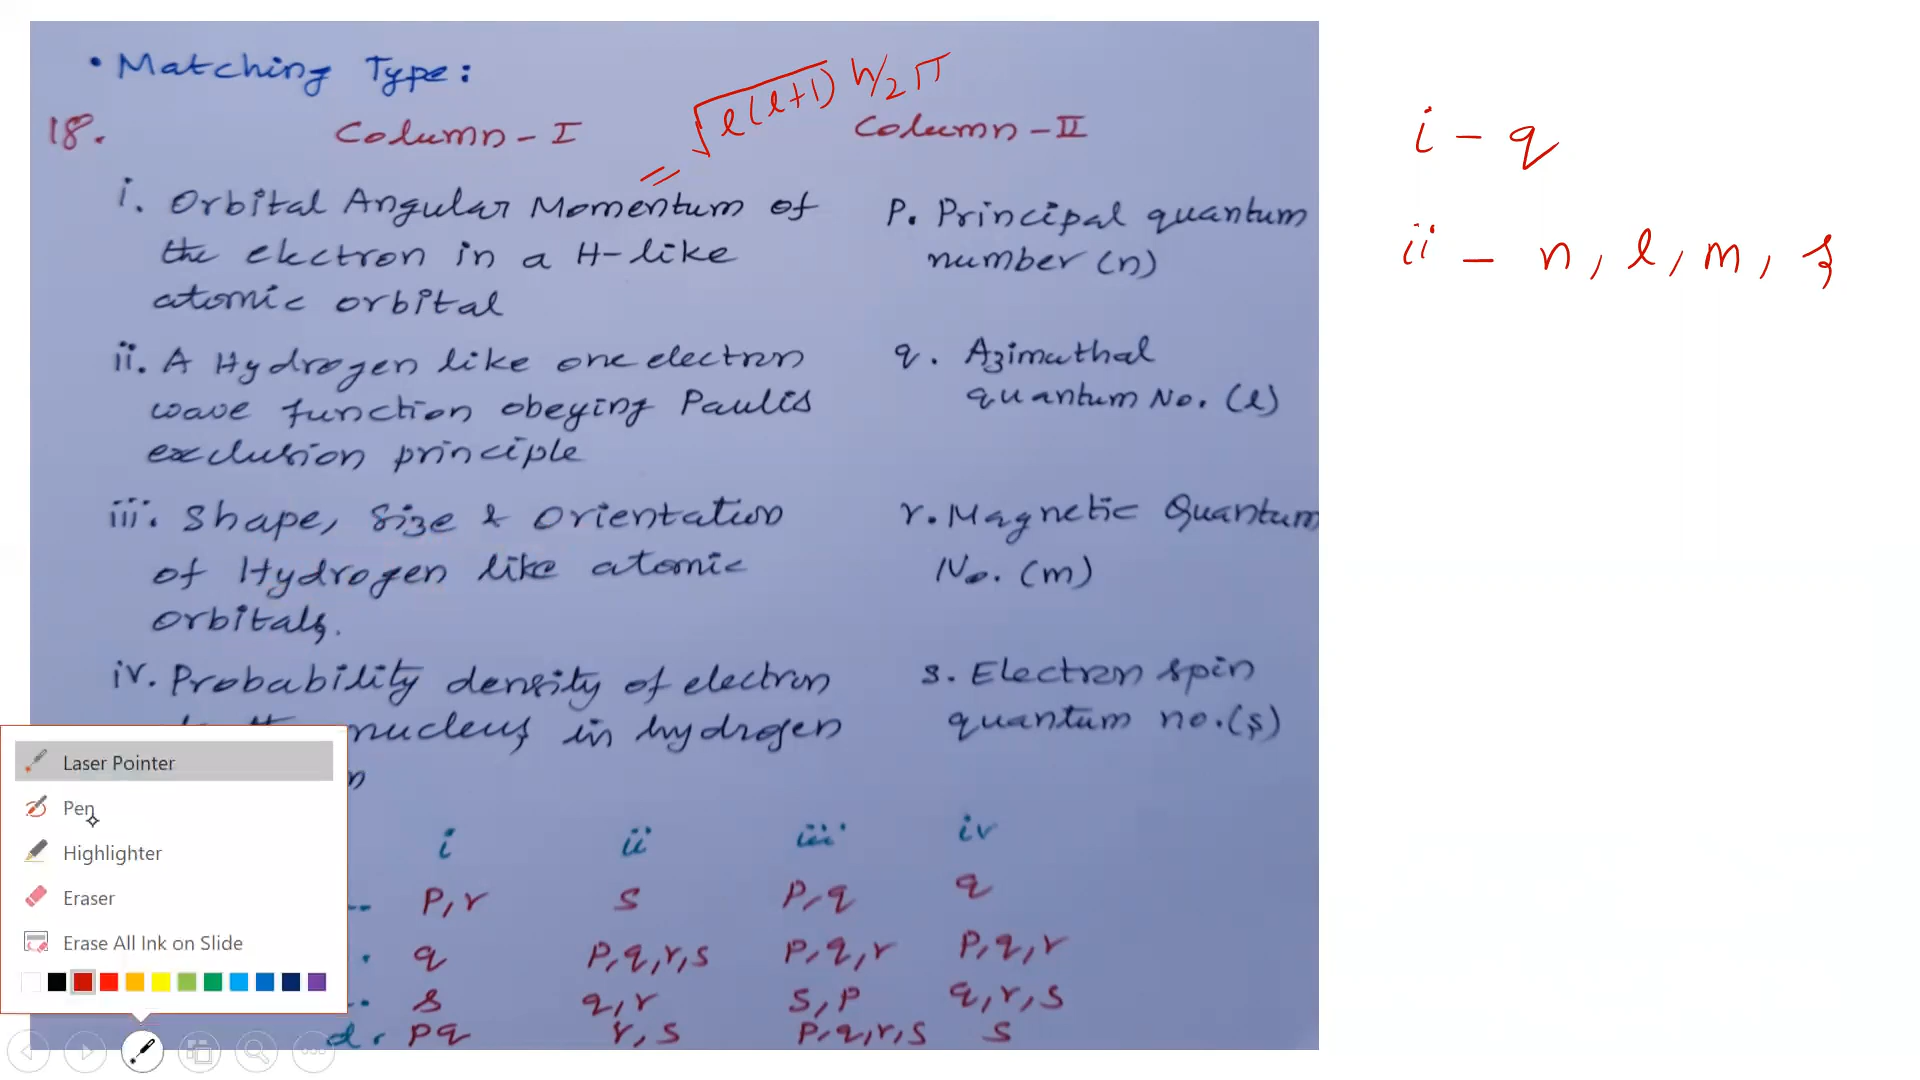 • Matching Type:
= √l(l+1) h/2π
18. Column-I Column-II
i. Orbital Angular Momentum of
the electron in a H-like
atomic orbital
P. Principal quantum
number (n)
ii. A Hydrogen like one electron
wave function obeying Paulis
exclusion principle
q. Azimuthal
quantum No. (l)
iii. Shape, Size & Orientation
of Hydrogen like atomic
orbitals.
r. Magnetic Quantum
No. (m)
iv. Probability density of electron
nucleus in hydrogen
s. Electron spin
quantum no. (s)
i ii iii iv
P, r s P, q q
q P, q, r, s P, q, r P, q, r
s q, r s, P q, r, s
d. Pq r, s P, q, r, s s
i - q
ii - n, l, m, s
Laser Pointer
Pen
Highlighter
Eraser
Erase All Ink on Slide